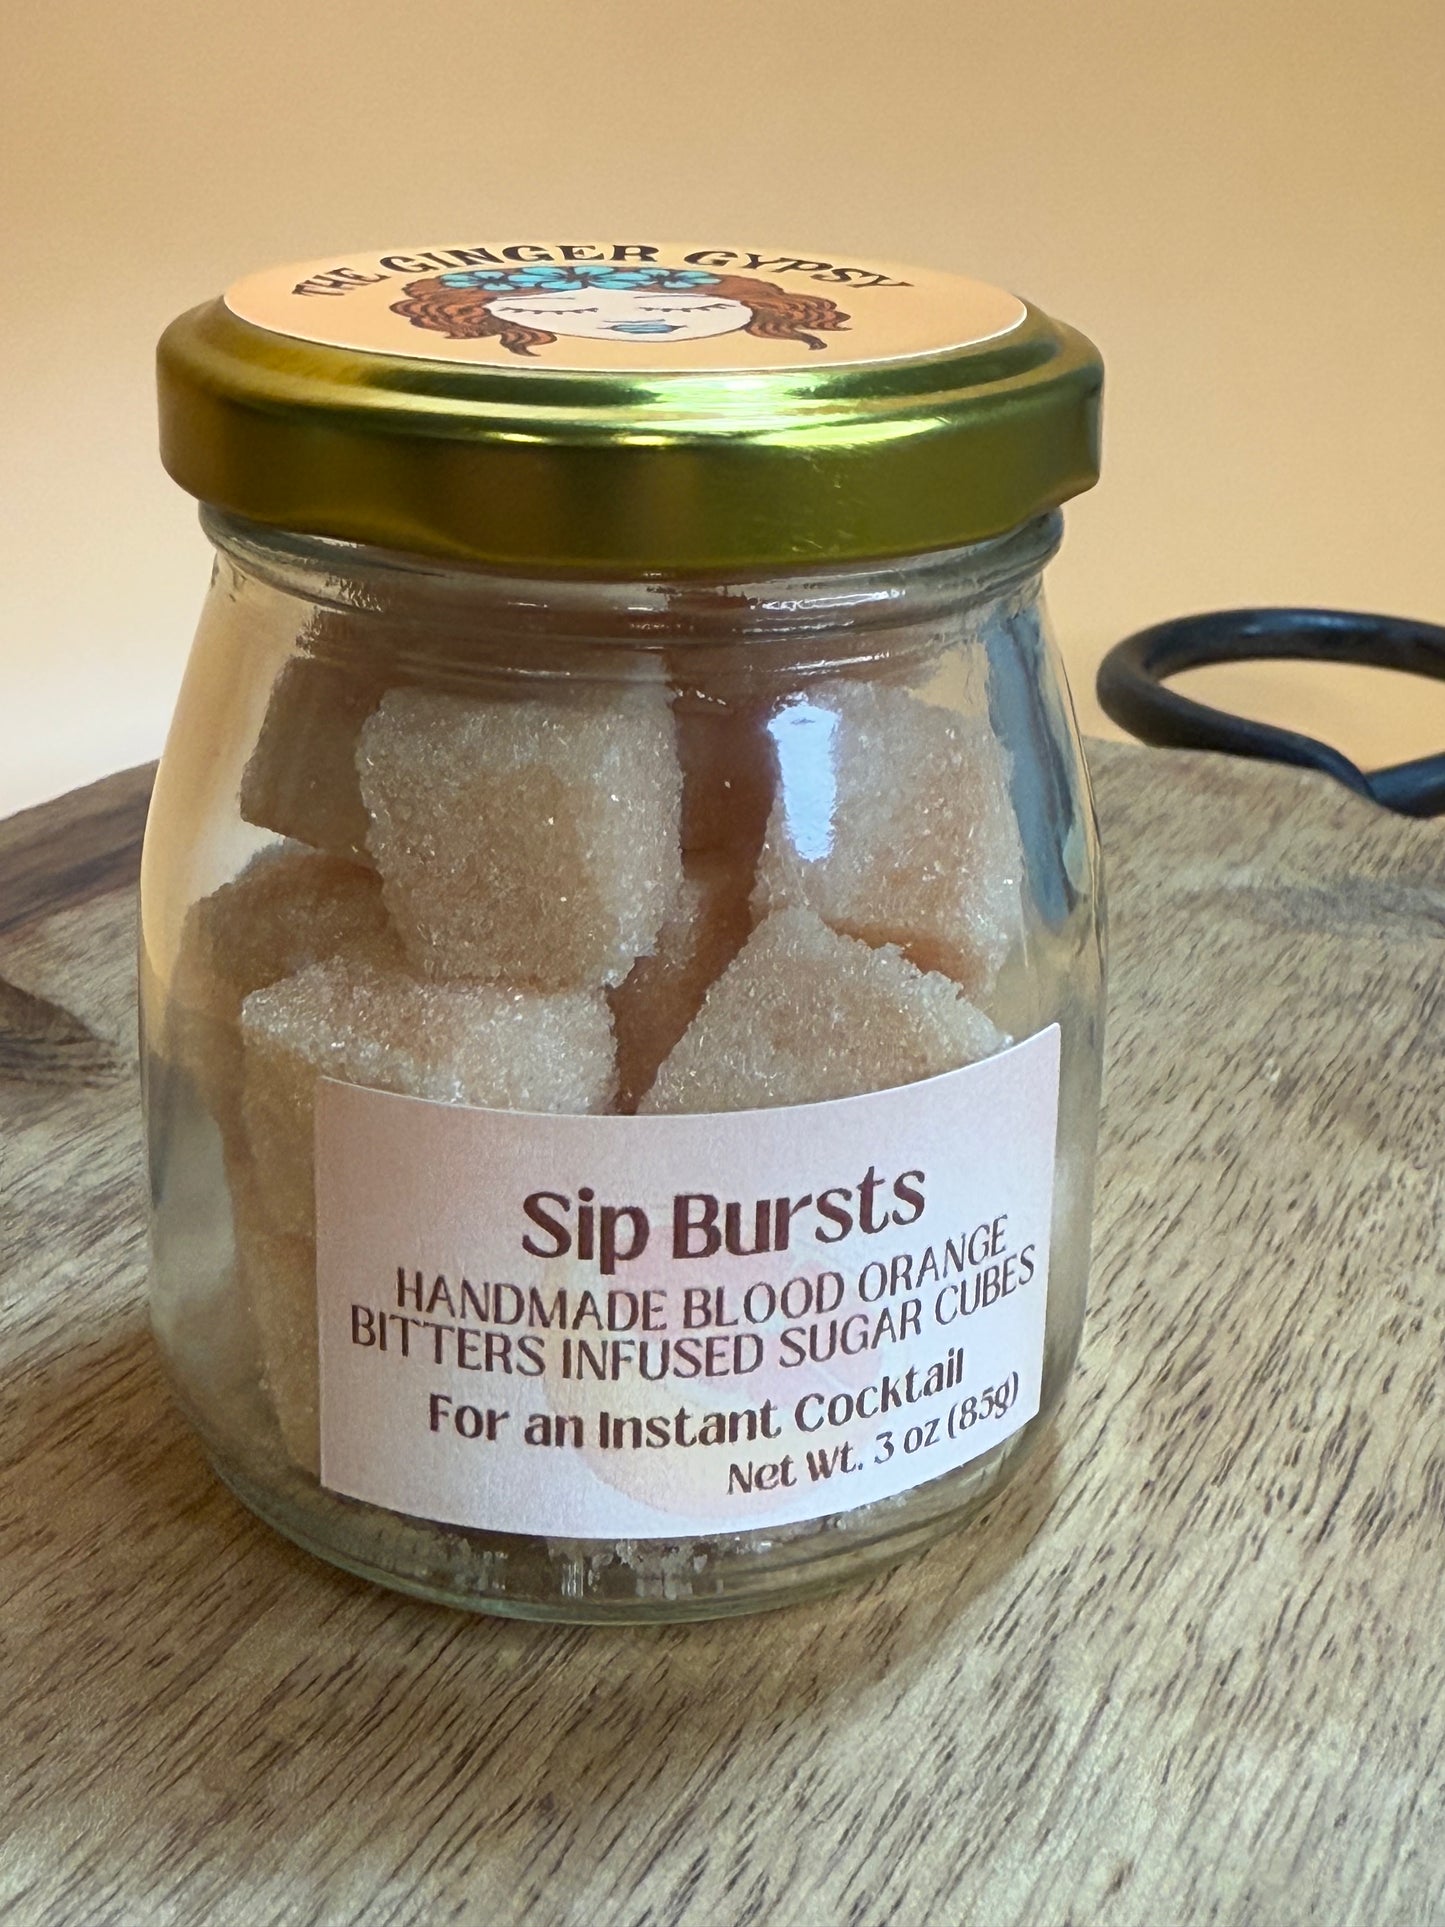 THE GINGER GYPSY
Sip Bursts
HANDMADE BLOOD ORANGE
BITTERS INFUSED SUGAR CUBES
For an Instant Cocktail
Net Wt. 3 oz (85g)